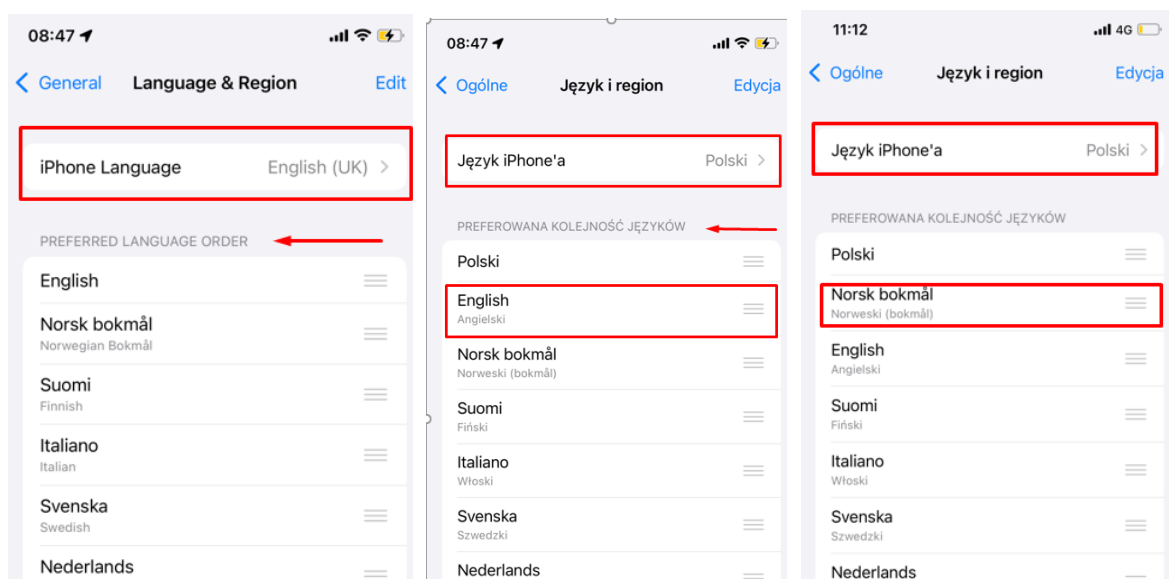 08:47
General
Language & Region
Edit
iPhone Language
English (UK)
PREFERRED LANGUAGE ORDER
English
Norsk bokmål
Norwegian Bokmål
Suomi
Finnish
Italiano
Italian
Svenska
Swedish
Nederlands
08:47
Ogólne
Język i region
Edycja
Język iPhone'a
Polski
PREFEROWANA KOLEJNOŚĆ JĘZYKÓW
Polski
English
Angielski
Norsk bokmål
Norweski (bokmål)
Suomi
Fiński
Italiano
Włoski
Svenska
Szwedzki
Nederlands
11:12
4G
Ogólne
Język i region
Edycja
Język iPhone'a
Polski
PREFEROWANA KOLEJNOŚĆ JĘZYKÓW
Polski
Norsk bokmål
Norweski (bokmål)
English
Angielski
Suomi
Fiński
Italiano
Włoski
Svenska
Szwedzki
Nederlands